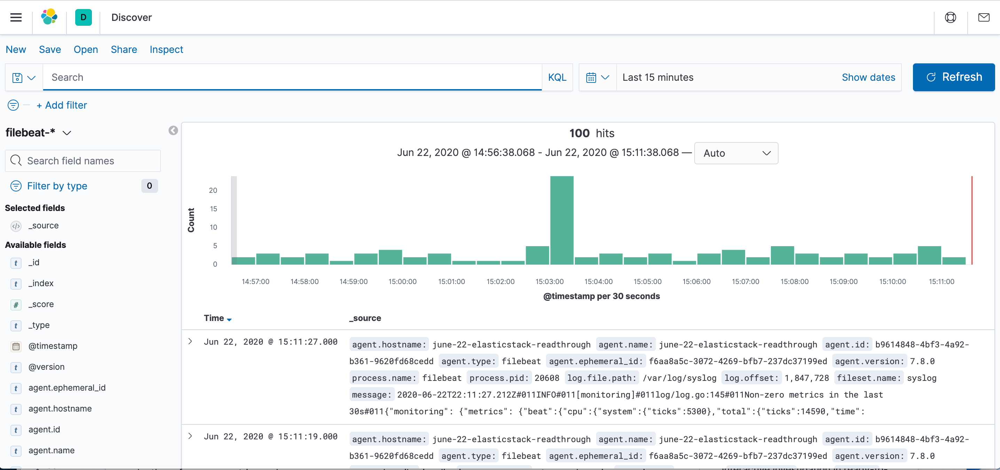 D Discover
New Save Open Share Inspect
Search KQL Last 15 minutes Show dates Refresh
+ Add filter
filebeat-*
Search field names
Filter by type 0
Selected fields
_source
Available fields
_id
_index
_score
_type
@timestamp
@version
agent.ephemeral_id
agent.hostname
agent.id
agent.name
100 hits
Jun 22, 2020 @ 14:56:38.068 - Jun 22, 2020 @ 15:11:38.068 — Auto
Count
20
15
10
5
0
14:57:00 14:58:00 14:59:00 15:00:00 15:01:00 15:02:00 15:03:00 15:04:00 15:05:00 15:06:00 15:07:00 15:08:00 15:09:00 15:10:00 15:11:00
@timestamp per 30 seconds
Time _source
Jun 22, 2020 @ 15:11:27.000 agent.hostname: june-22-elasticstack-readthrough agent.name: june-22-elasticstack-readthrough agent.id: b9614848-4bf3-4a92-
b361-9620fd68cedd agent.type: filebeat agent.ephemeral_id: f6aa8a5c-3072-4269-bfb7-237dc37199ed agent.version: 7.8.0
process.name: filebeat process.pid: 20608 log.file.path: /var/log/syslog log.offset: 1,847,728 fileset.name: syslog
message: 2020-06-22T22:11:27.212Z#011INFO#011[monitoring]#011log/log.go:145#011Non-zero metrics in the last
30s#011{"monitoring": {"metrics": {"beat":{"cpu":{"system":{"ticks":5300},"total":{"ticks":14590,"time":
Jun 22, 2020 @ 15:11:19.000 agent.hostname: june-22-elasticstack-readthrough agent.name: june-22-elasticstack-readthrough agent.id: b9614848-4bf3-4a92-
b361-9620fd68cedd agent.type: filebeat agent.ephemeral_id: f6aa8a5c-3072-4269-bfb7-237dc37199ed agent.version: 7.8.0